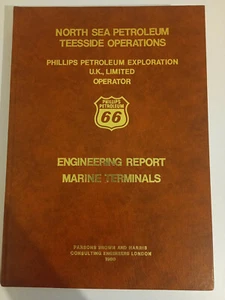 NORTH SEA PETROLEUM
TEESSIDE OPERATIONS
PHILLIPS PETROLEUM EXPLORATION
U.K., LIMITED
OPERATOR
PHILLIPS
PETROLEUM
66
ENGINEERING REPORT
MARINE TERMINALS
PARSONS BROWN AND HARRIS
CONSULTING ENGINEERS LONDON